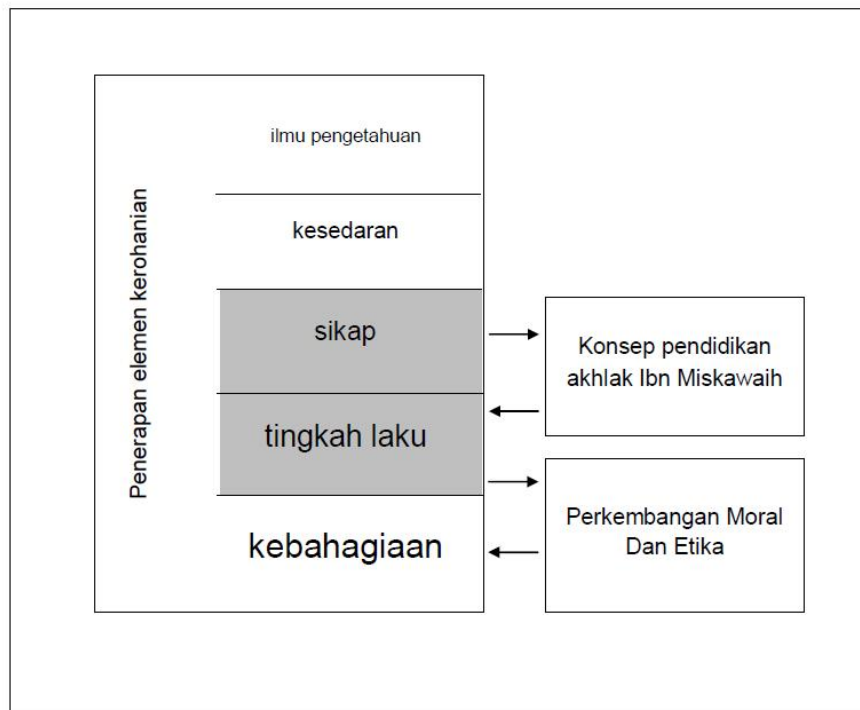 Penerapan elemen kerohanian
ilmu pengetahuan
kesedaran
sikap
tingkah laku
kebahagiaan
Konsep pendidikan
akhlak Ibn Miskawaih
Perkembangan Moral
Dan Etika